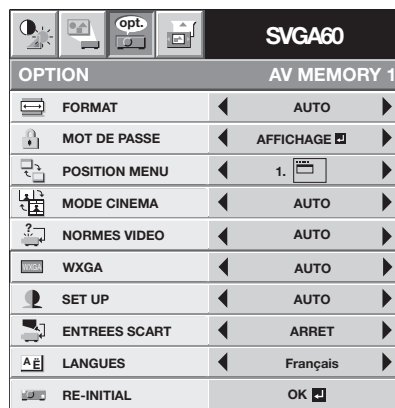 opt. SVGA60
OPTION AV MEMORY 1
FORMAT AUTO
MOT DE PASSE AFFICHAGE
POSITION MENU 1.
MODE CINEMA AUTO
NORMES VIDEO AUTO
WXGA WXGA AUTO
SET UP AUTO
ENTREES SCART ARRET
AË LANGUES Français
RE-INITIAL OK